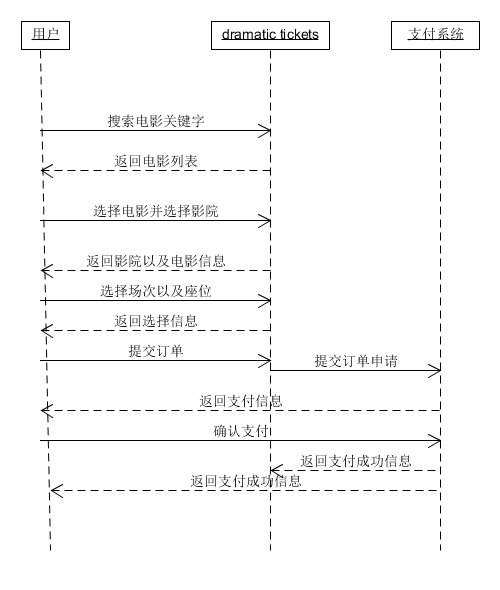 用户
dramatic tickets
支付系统
搜索电影关键字
返回电影列表
选择电影并选择影院
返回影院以及电影信息
选择场次以及座位
返回选择信息
提交订单
提交订单申请
返回支付信息
确认支付
返回支付成功信息
返回支付成功信息